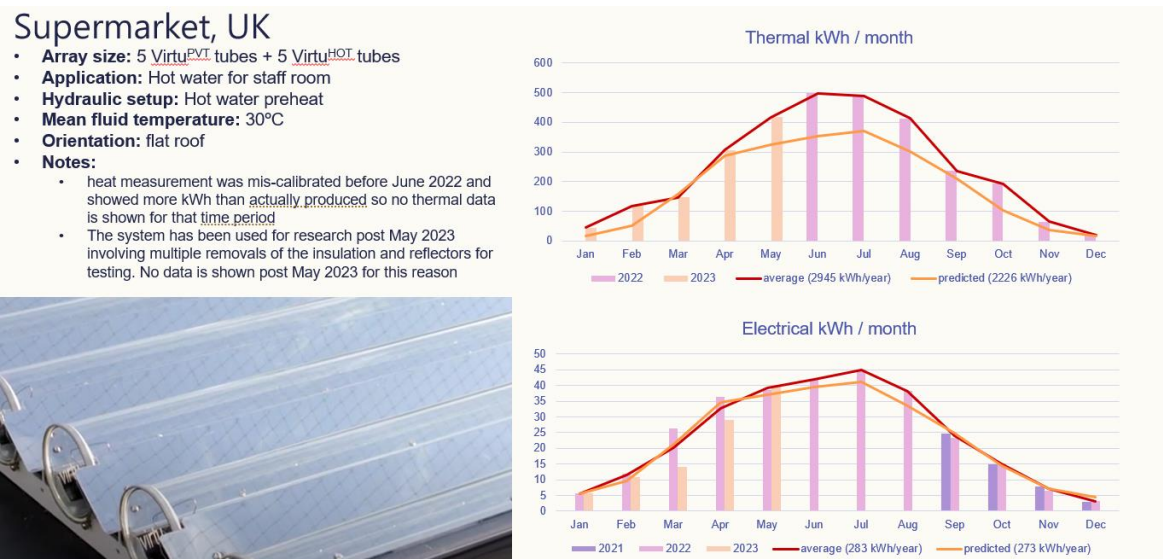 Supermarket, UK
• Array size: 5 VirtuPVT tubes + 5 VirtuHOT tubes
• Application: Hot water for staff room
• Hydraulic setup: Hot water preheat
• Mean fluid temperature: 30ºC
• Orientation: flat roof
• Notes:
• heat measurement was mis-calibrated before June 2022 and
showed more kWh than actually produced so no thermal data
is shown for that time period
• The system has been used for research post May 2023
involving multiple removals of the insulation and reflectors for
testing. No data is shown post May 2023 for this reason
Thermal kWh / month
600
500
400
300
200
100
0
Jan Feb Mar Apr May Jun Jul Aug Sep Oct Nov Dec
2022 2023 average (2945 kWh/year) predicted (2226 kWh/year)
Electrical kWh / month
50
45
40
35
30
25
20
15
10
5
0
Jan Feb Mar Apr May Jun Jul Aug Sep Oct Nov Dec
2021 2022 2023 average (283 kWh/year) predicted (273 kWh/year)